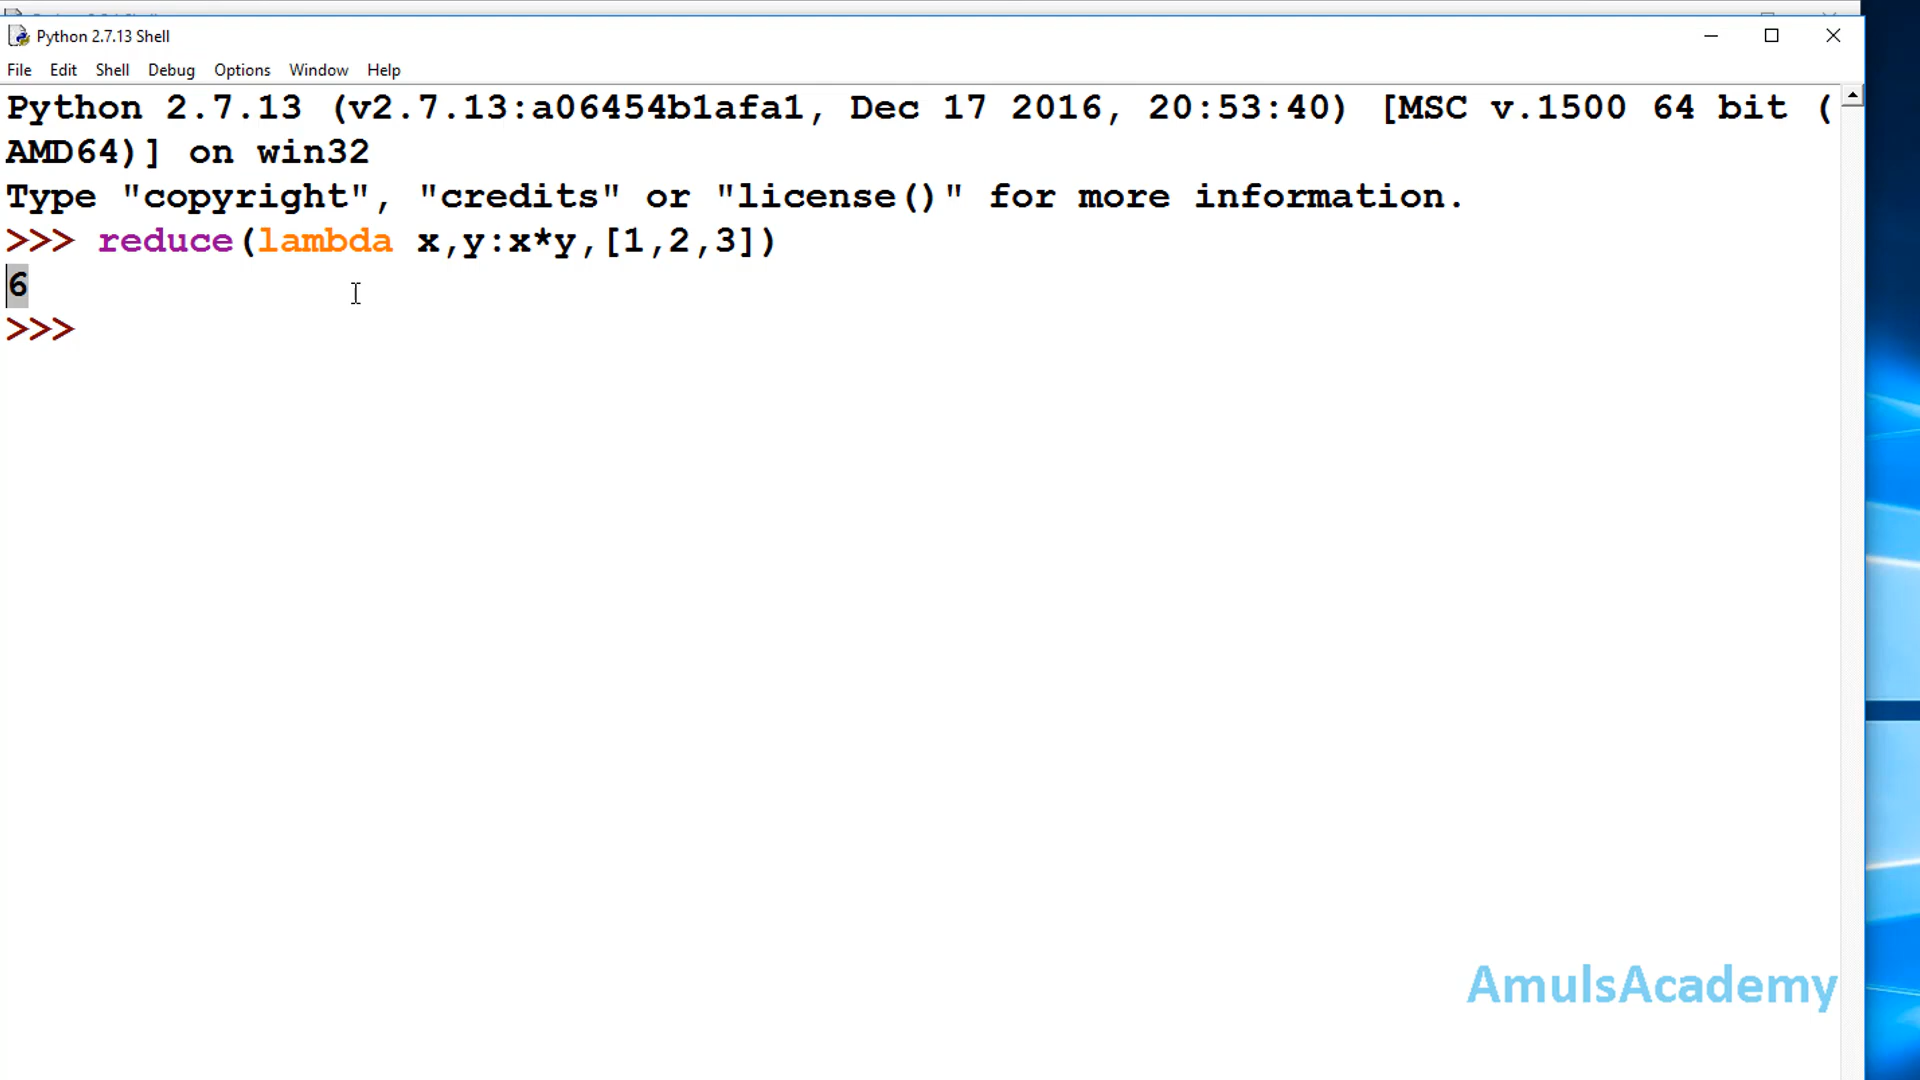 Python 2.7.13 Shell
File Edit Shell Debug Options Window Help
Python 2.7.13 (v2.7.13:a06454b1afa1, Dec 17 2016, 20:53:40) [MSC v.1500 64 bit (
AMD64)] on win32
Type "copyright", "credits" or "license()" for more information.
>>> reduce(lambda x,y:x*y,[1,2,3])
6
>>>
AmulsAcademy